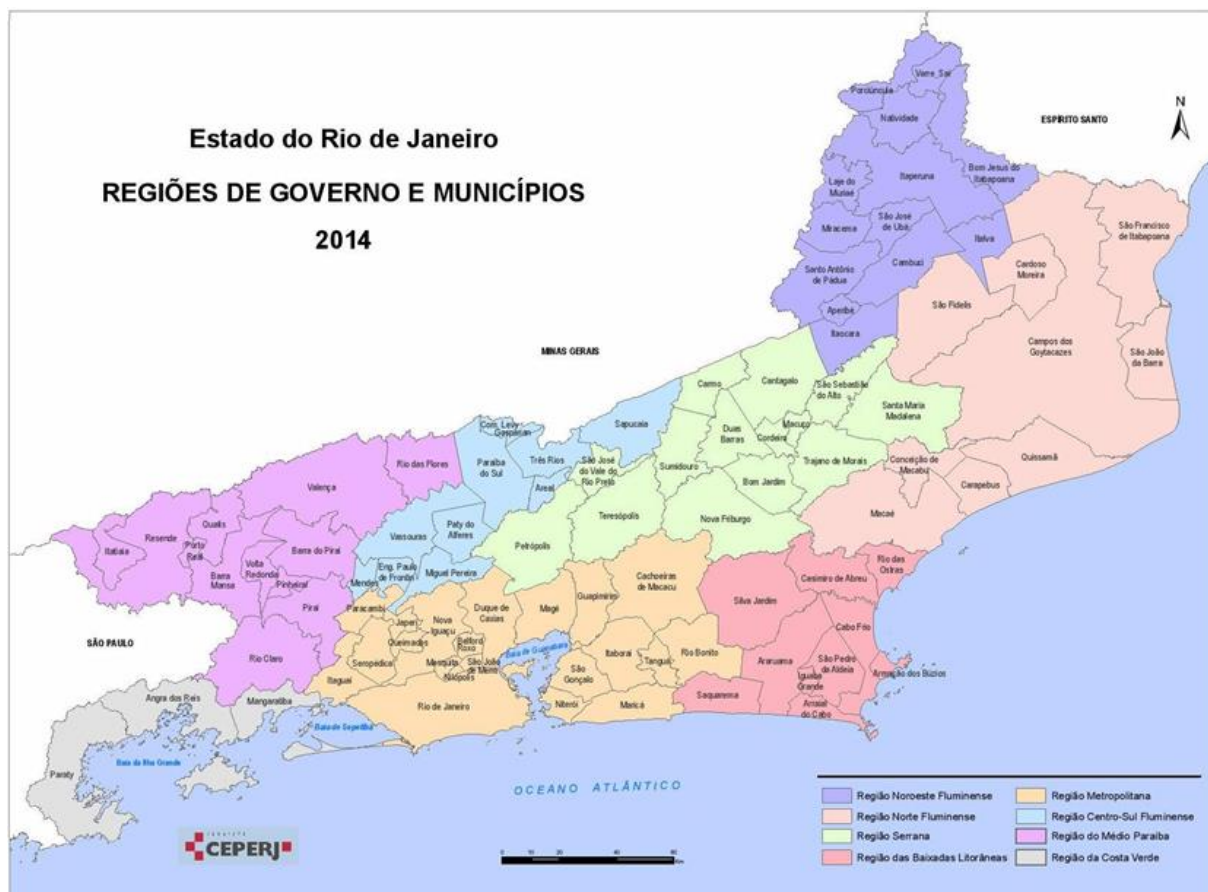 Estado do Rio de Janeiro
REGIÕES DE GOVERNO E MUNICÍPIOS
2014
N
ESPÍRITO SANTO
MINAS GERAIS
SÃO PAULO
Varre_Sai
Porciúncula
Natividade
Bom Jesus do
Itabapoana
Laje do
Muriaé
Itaperuna
Miracema
São José
de Ubá
Italva
Cambuci
Santo Antônio
de Pádua
Aperibé
Itaocara
São Francisco
de Itabapoana
Cardoso
Moreira
São Fidelis
Campos dos
Goytacazes
São João
da Barra
Quissamã
Conceição de
Macabu
Carapebus
Macaé
Carmo
Cantagalo
São Sebastião
do Alto
Santa Maria
Madalena
Duas
Barras
Macuco
Cordeiro
Trajano de Morais
Sumidouro
Bom Jardim
Nova Friburgo
Teresópolis
Petrópolis
São José
do Vale do
Rio Preto
Sapucaia
Com. Levy
Gasparian
Três Rios
Paraíba
do Sul
Areal
Paty do
Alferes
Vassouras
Miguel Pereira
Eng. Paulo
de Frontin
Mendes
Rio das Flores
Valença
Resende
Itatiaia
Quatis
Porto
Real
Barra
Mansa
Volta
Redonda
Barra do Piraí
Pinheiral
Piraí
Rio Claro
Paracambi
Japeri
Queimados
Seropédica
Itaguaí
Nova
Iguaçu
Duque de
Caxias
Belford
Roxo
Mesquita
São João
de Meriti
Nilópolis
Rio de Janeiro
Magé
Guapimirim
Cachoeiras
de Macacu
Itaboraí
Tanguá
Rio Bonito
São
Gonçalo
Niterói
Maricá
Baía de Guanabara
Silva Jardim
Casimiro de Abreu
Rio das
Ostras
Cabo Frio
Araruama
São Pedro
da Aldeia
Iguaba
Grande
Armação dos Búzios
Saquarema
Arraial
do Cabo
Angra dos Reis
Mangaratiba
Paraty
Baía da Ilha Grande
Baía de Sepetiba
OCEANO ATLÂNTICO
Região Noroeste Fluminense
Região Norte Fluminense
Região Serrana
Região das Baixadas Litorâneas
Região Metropolitana
Região Centro-Sul Fluminense
Região do Médio Paraíba
Região da Costa Verde
CEPERJ
0 20 40 60
Km